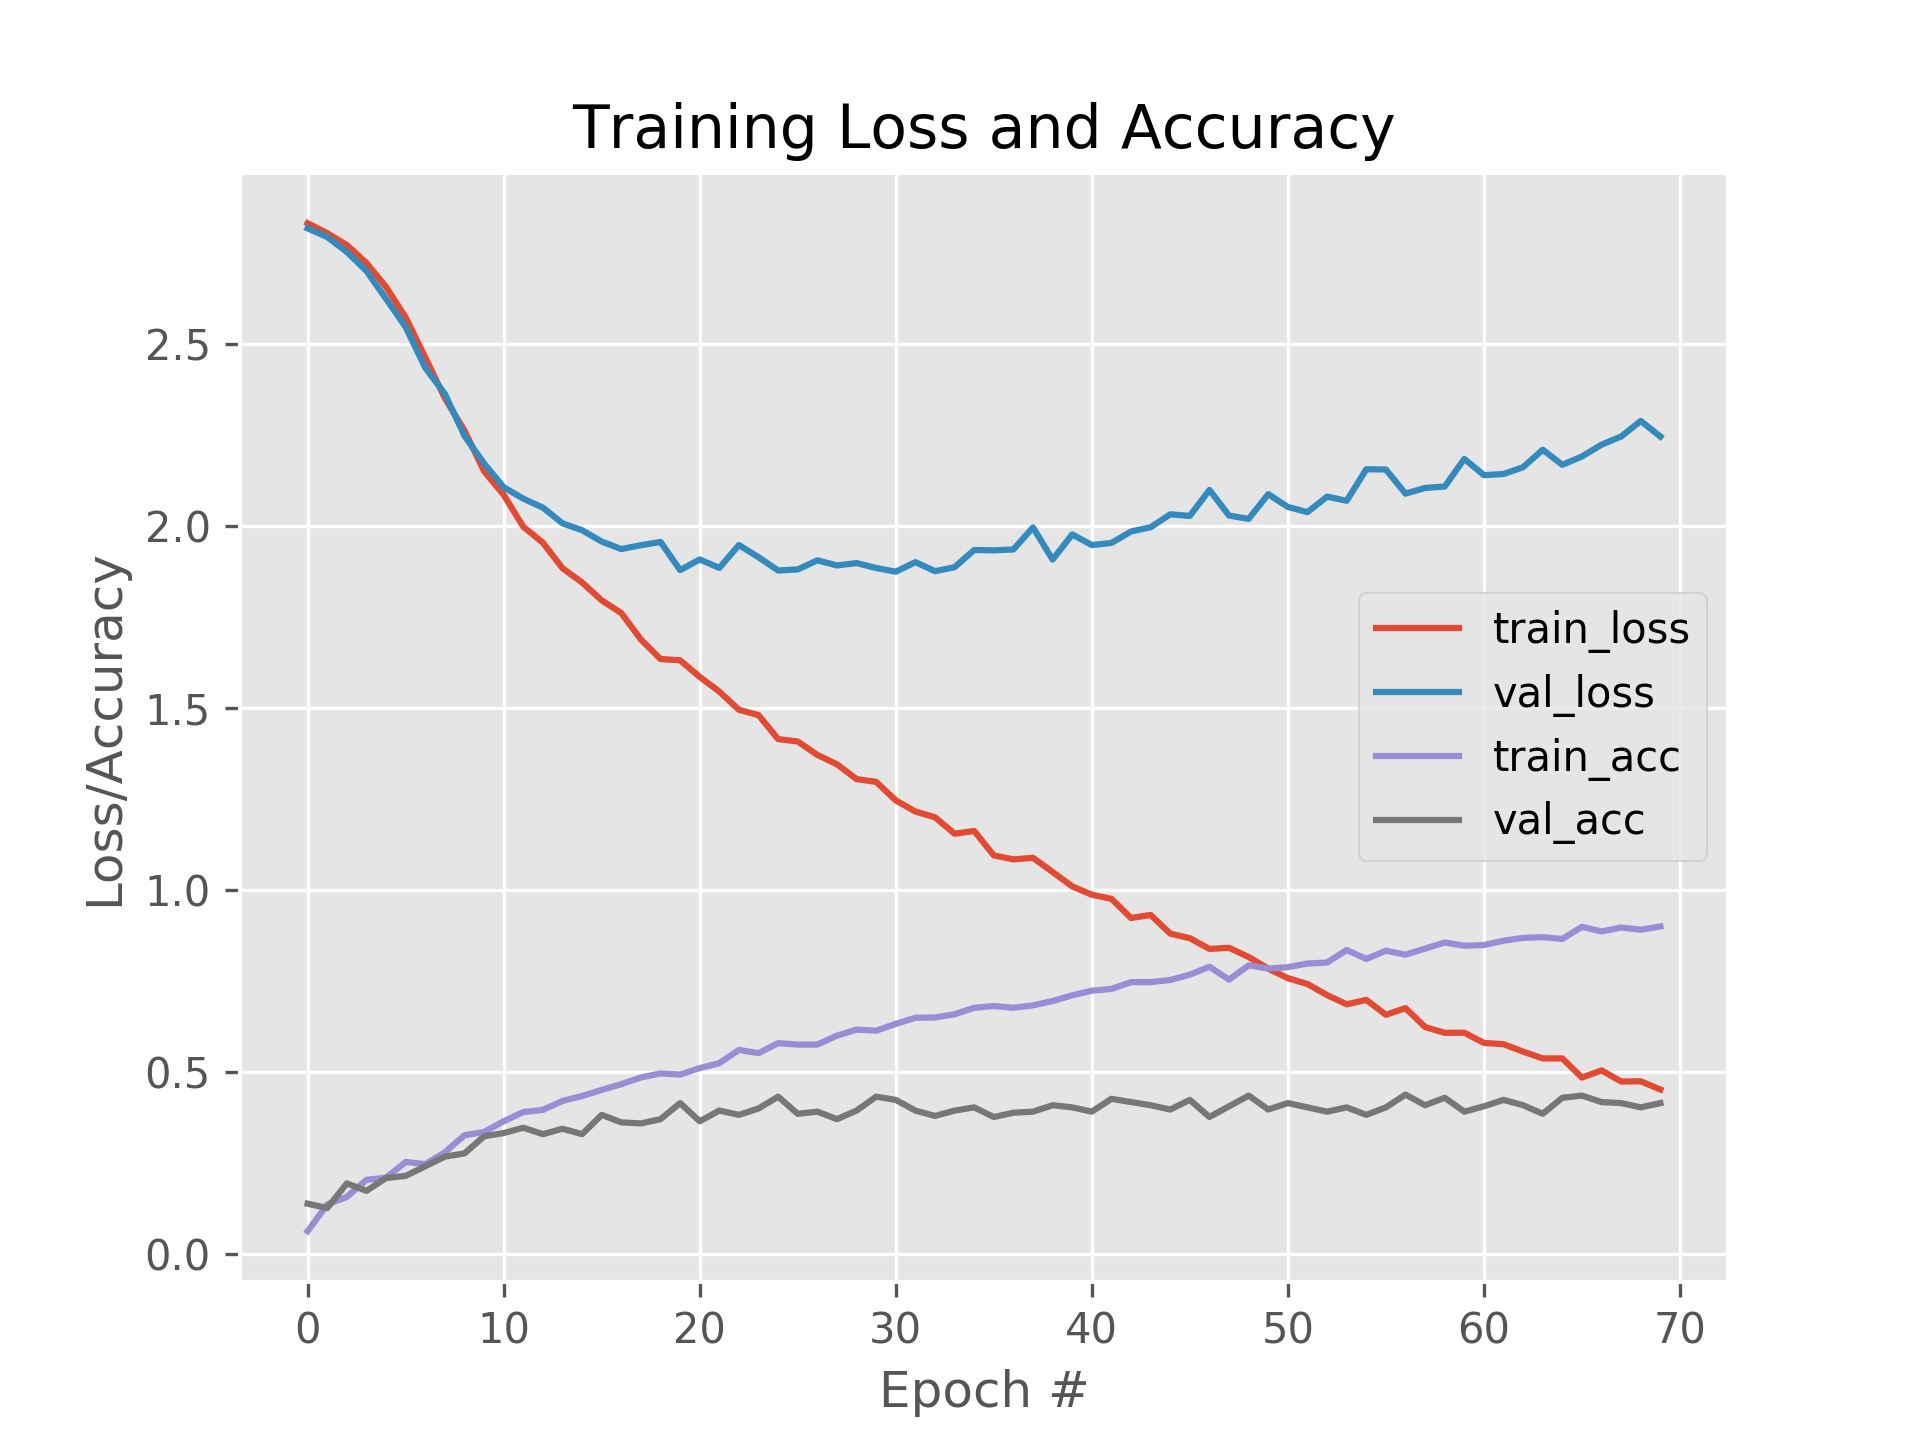 Training Loss and Accuracy
Loss/Accuracy
2.5
2.0
1.5
1.0
0.5
0.0
train_loss
val_loss
train_acc
val_acc
0 10 20 30 40 50 60 70
Epoch #